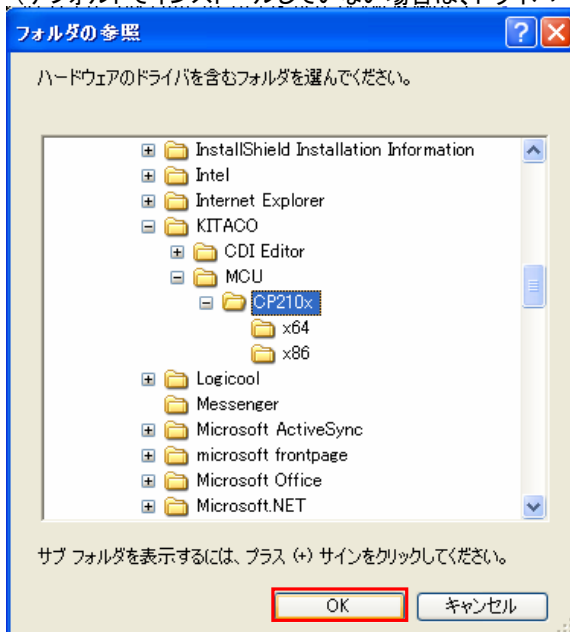 フォルダの参照
ハードウェアのドライバを含むフォルダを選んでください。
InstallShield Installation Information
Intel
Internet Explorer
KITACO
CDI Editor
MCU
CP210x
x64
x86
Logicool
Messenger
Microsoft ActiveSync
microsoft frontpage
Microsoft Office
Microsoft.NET
サブ フォルダを表示するには、プラス (+) サインをクリックしてください。
OK
キャンセル